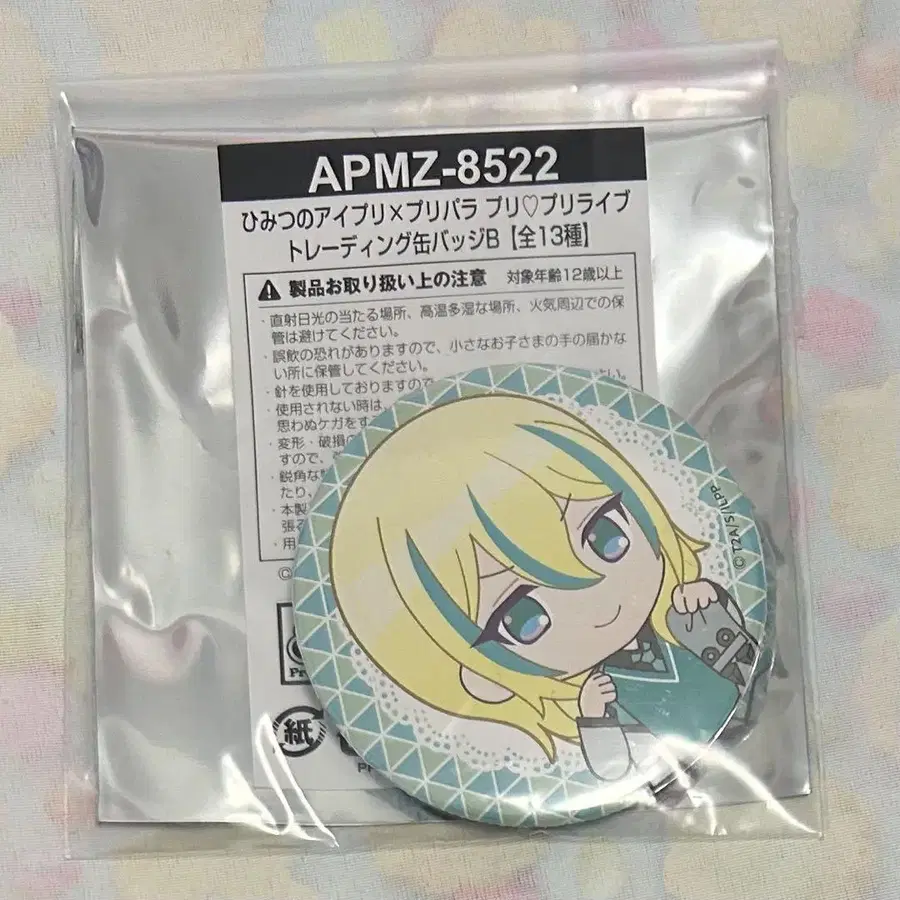 APMZ-8522
ひみつのアイプリ×プリパラ プリ♡プリライブ
トレーディング缶バッジB【全13種】
製品お取り扱い上の注意 対象年齢12歳以上
・直射日光の当たる場所、高温多湿な場所、火気周辺での保
管は避けてください。
・誤飲の恐れがありますので、小さなお子さまの手の届かな
い所に保管してください。
・針を使用しておりますので
さい。
・使用されない時は、
思わぬケガをす
・変形・破損の
すので、
・鋭角な
たり、
・本製
張る
・用
©
Pr
紙
PP
©T2A/S/ILPP